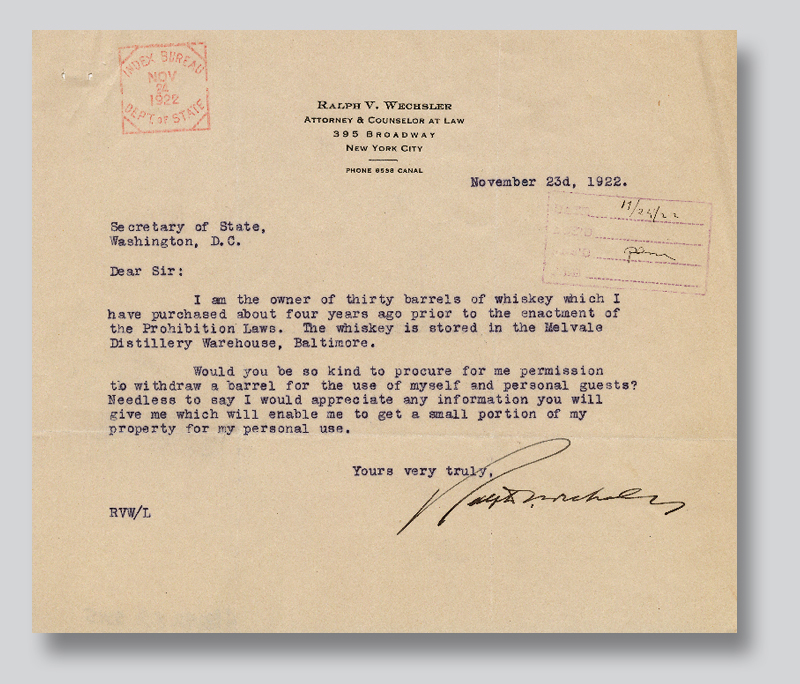 INDEX BUREAU
NOV
24
1922
DEP'T OF STATE
RALPH V. WECHSLER
ATTORNEY & COUNSELOR AT LAW
395 BROADWAY
NEW YORK CITY
PHONE 6598 CANAL
November 23d, 1922.
11/24/22
Secretary of State,
Washington, D.C.
Dear Sir:
I am the owner of thirty barrels of whiskey which I
have purchased about four years ago prior to the enactment of
the Prohibition Laws. The whiskey is stored in the Melvale
Distillery Warehouse, Baltimore.
Would you be so kind to procure for me permission
to withdraw a barrel for the use of myself and personal guests?
Needless to say I would appreciate any information you will
give me which will enable me to get a small portion of my
property for my personal use.
Yours very truly,
Ralph V. Wechsler
RVW/L